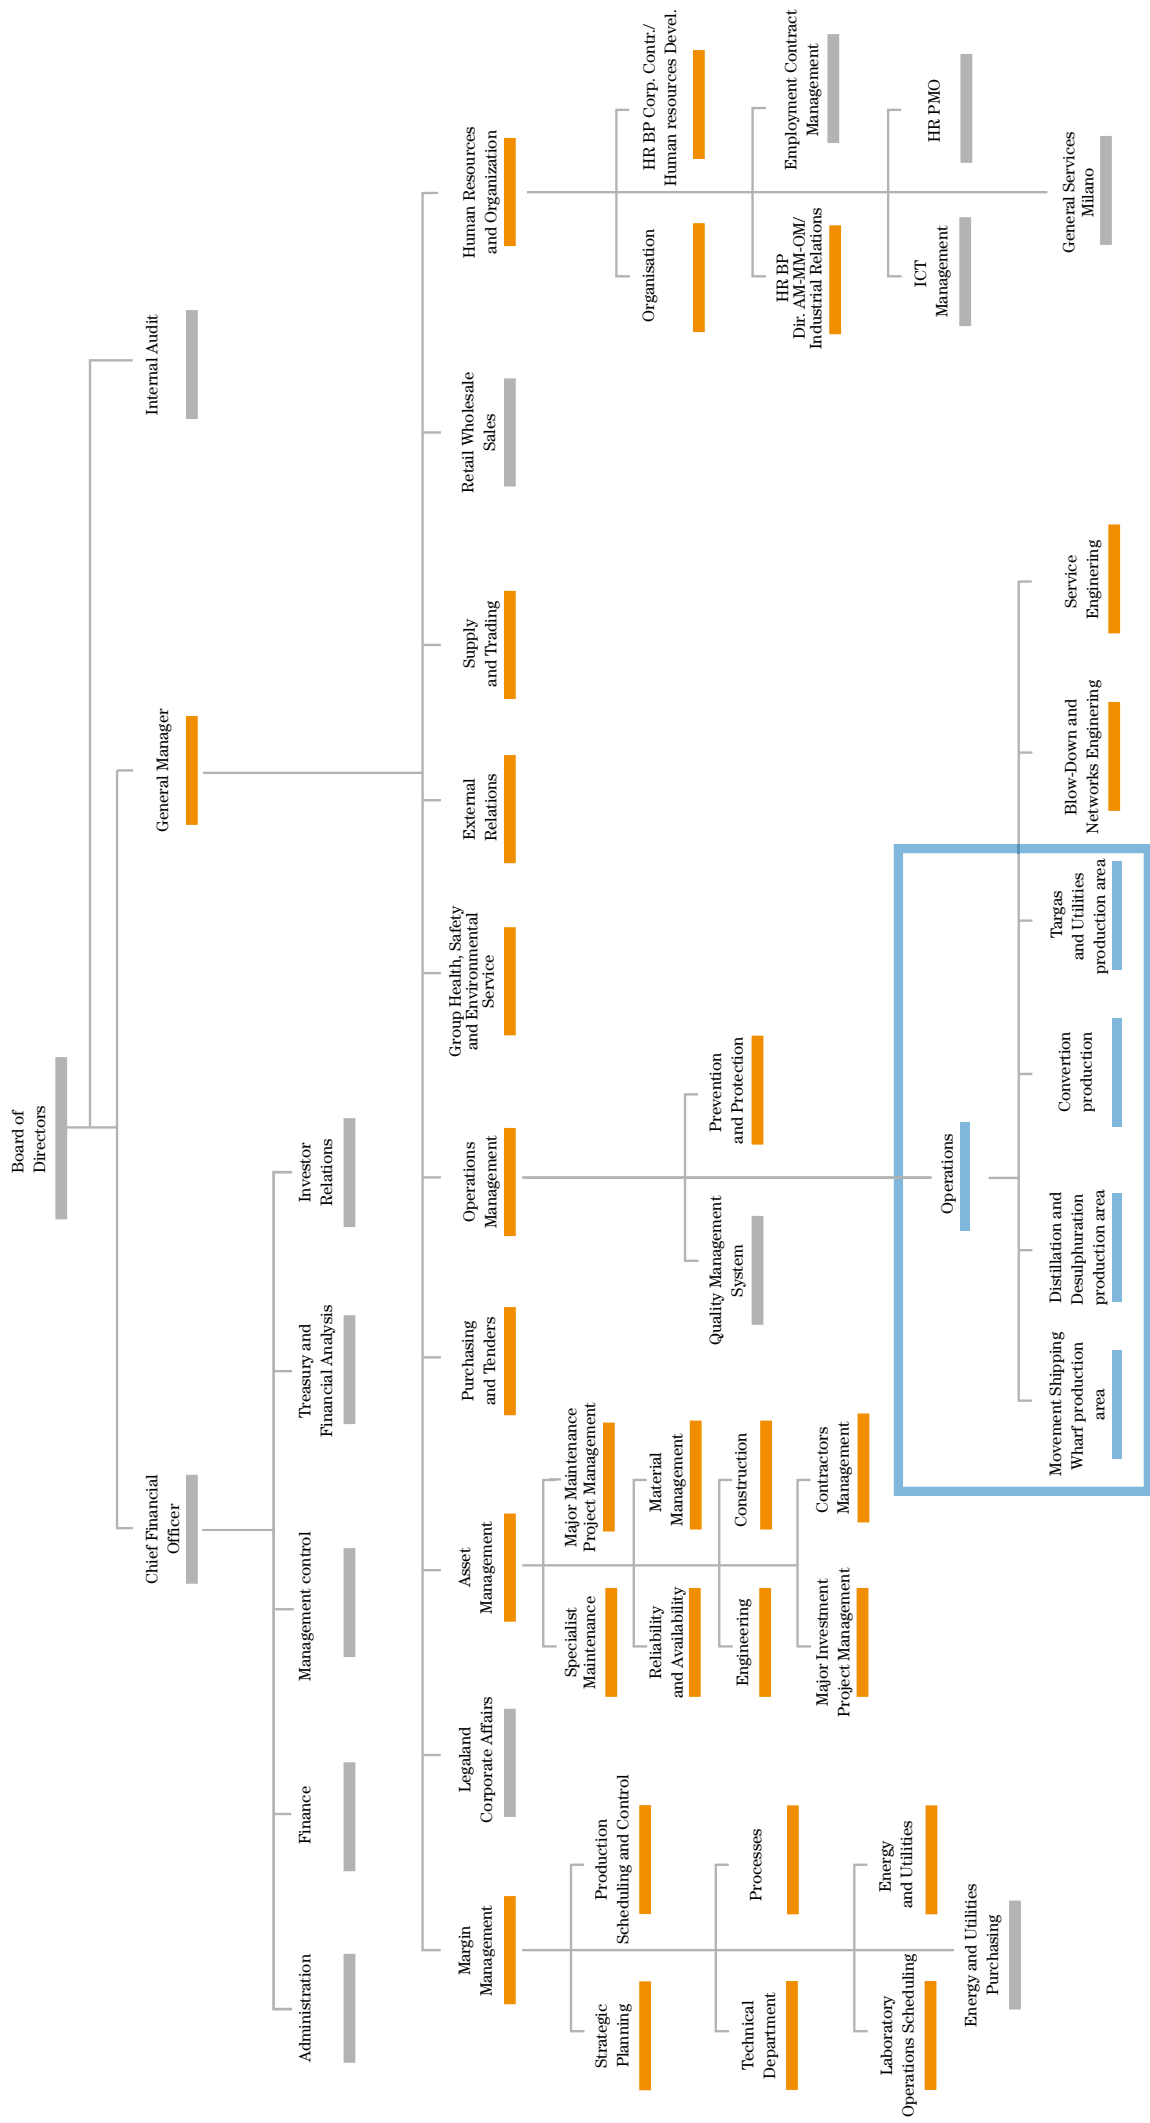 Board of
Directors
Chief Financial
Officer
General Manager
Internal Audit
Administration
Finance
Management control
Treasury and
Financial Analysis
Investor
Relations
Margin
Management
Legaland
Corporate Affairs
Asset
Management
Purchasing
and Tenders
Operations
Management
Group Health, Safety
and Environmental
Service
External
Relations
Supply
and Trading
Retail Wholesale
Sales
Human Resources
and Organization
Strategic
Planning
Production
Scheduling and Control
Technical
Department
Processes
Laboratory
Operations Scheduling
Energy
and Utilities
Energy and Utilities
Purchasing
Specialist
Maintenance
Major Maintenance
Project Management
Reliability
and Availability
Material
Management
Engineering
Construction
Major Investment
Project Management
Contractors
Management
Quality Management
System
Prevention
and Protection
Operations
Movement Shipping
Wharf production
area
Distillation and
Desulphuration
production area
Convertion
production
Targas
and Utilities
production area
Blow-Down and
Networks Enginering
Service
Enginering
Organisation
HR BP Corp. Contr./
Human resources Devel.
HR BP
Dir. AM-MM-OM/
Industrial Relations
Employment Contract
Management
ICT
Management
HR PMO
General Services
Milano